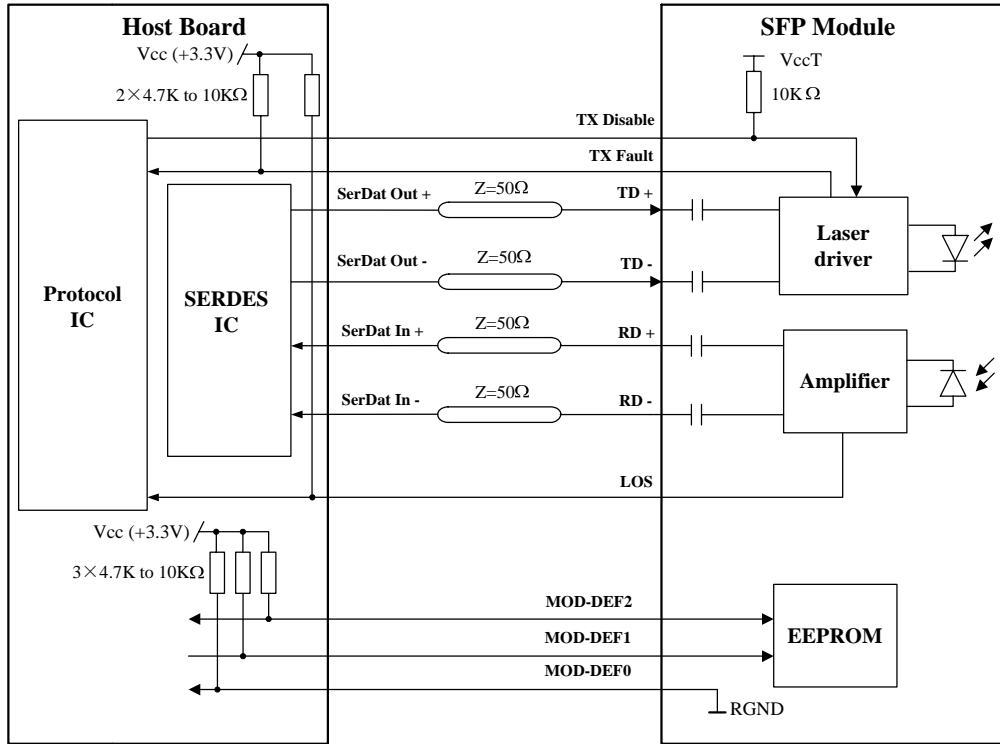 Host Board
SFP Module
Vcc (+3.3V)
VccT
2×4.7K to 10KΩ
10KΩ
TX Disable
TX Fault
SerDat Out +
Z=50Ω
TD +
SerDat Out -
Z=50Ω
TD -
Laser
driver
Protocol
IC
SERDES
IC
SerDat In +
Z=50Ω
RD +
SerDat In -
Z=50Ω
RD -
Amplifier
LOS
Vcc (+3.3V)
3×4.7K to 10KΩ
MOD-DEF2
MOD-DEF1
MOD-DEF0
EEPROM
RGND